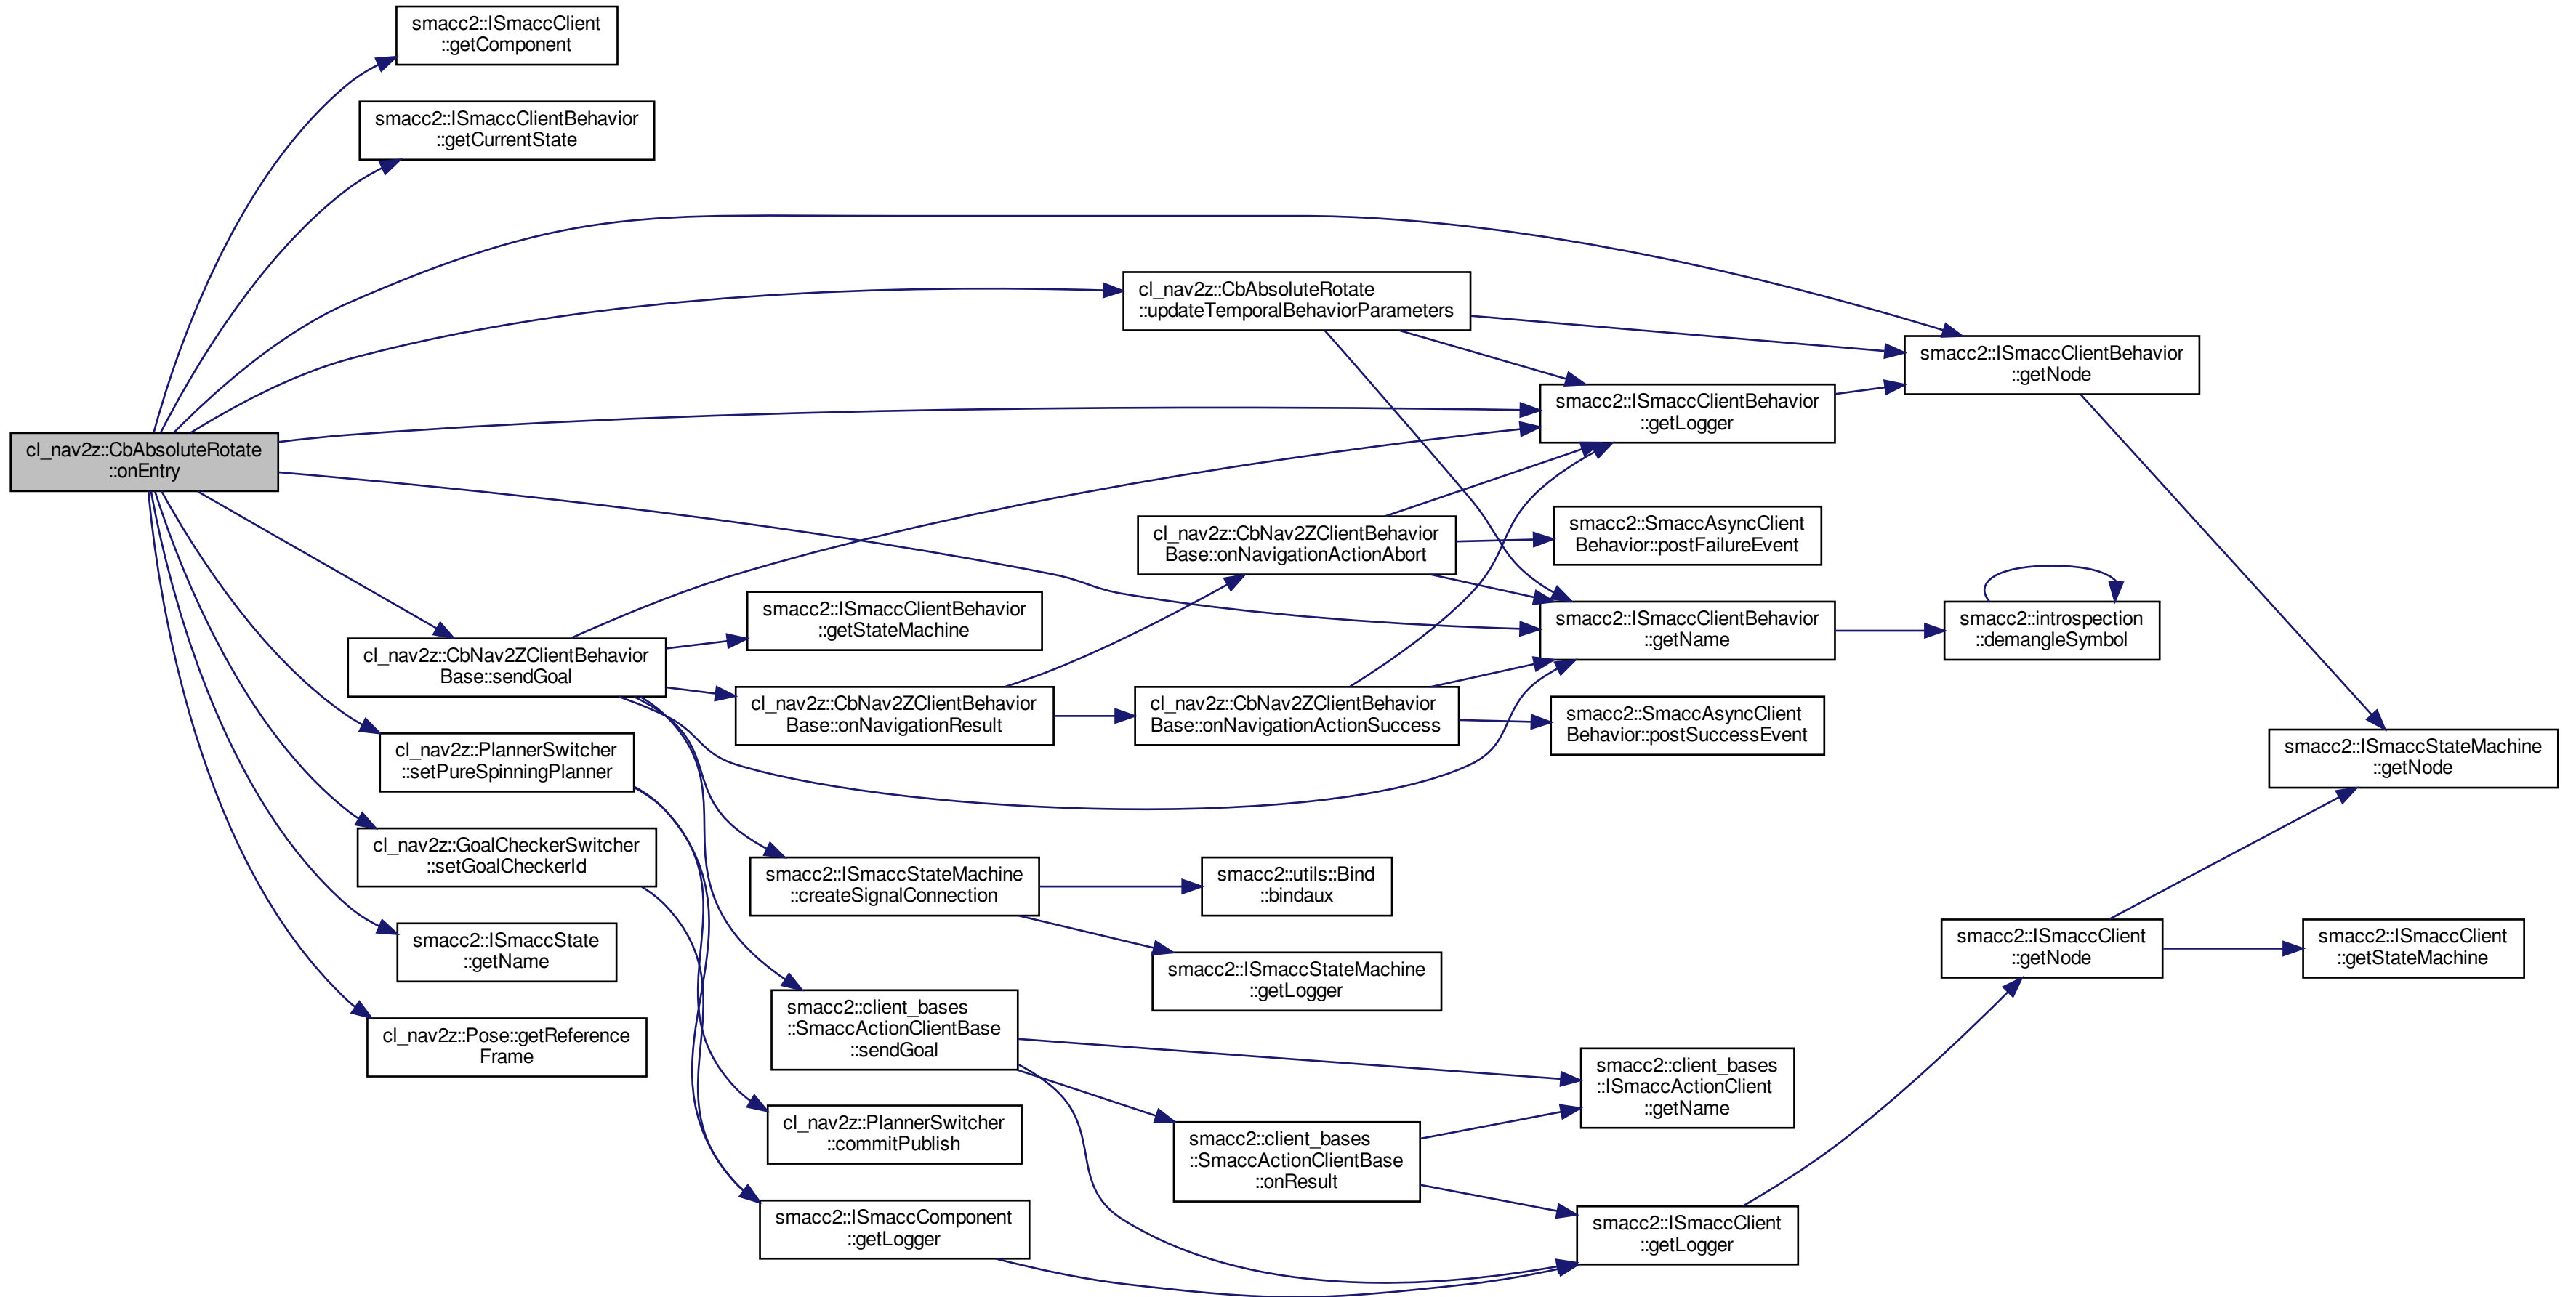 smacc2::ISmaccClient
::getComponent
smacc2::ISmaccClientBehavior
::getCurrentState
cl_nav2z::CbAbsoluteRotate
::updateTemporalBehaviorParameters
smacc2::ISmaccClientBehavior
::getNode
smacc2::ISmaccClientBehavior
::getLogger
cl_nav2z::CbAbsoluteRotate
::onEntry
cl_nav2z::CbNav2ZClientBehavior
Base::onNavigationActionAbort
smacc2::SmaccAsyncClient
Behavior::postFailureEvent
smacc2::ISmaccClientBehavior
::getStateMachine
smacc2::ISmaccClientBehavior
::getName
smacc2::introspection
::demangleSymbol
cl_nav2z::CbNav2ZClientBehavior
Base::sendGoal
cl_nav2z::CbNav2ZClientBehavior
Base::onNavigationResult
cl_nav2z::CbNav2ZClientBehavior
Base::onNavigationActionSuccess
smacc2::SmaccAsyncClient
Behavior::postSuccessEvent
cl_nav2z::PlannerSwitcher
::setPureSpinningPlanner
smacc2::ISmaccStateMachine
::getNode
cl_nav2z::GoalCheckerSwitcher
::setGoalCheckerId
smacc2::ISmaccStateMachine
::createSignalConnection
smacc2::utils::Bind
::bindaux
smacc2::ISmaccState
::getName
smacc2::ISmaccStateMachine
::getLogger
smacc2::ISmaccClient
::getNode
smacc2::ISmaccClient
::getStateMachine
cl_nav2z::Pose::getReference
Frame
smacc2::client_bases
::SmaccActionClientBase
::sendGoal
smacc2::client_bases
::ISmaccActionClient
::getName
cl_nav2z::PlannerSwitcher
::commitPublish
smacc2::client_bases
::SmaccActionClientBase
::onResult
smacc2::ISmaccComponent
::getLogger
smacc2::ISmaccClient
::getLogger